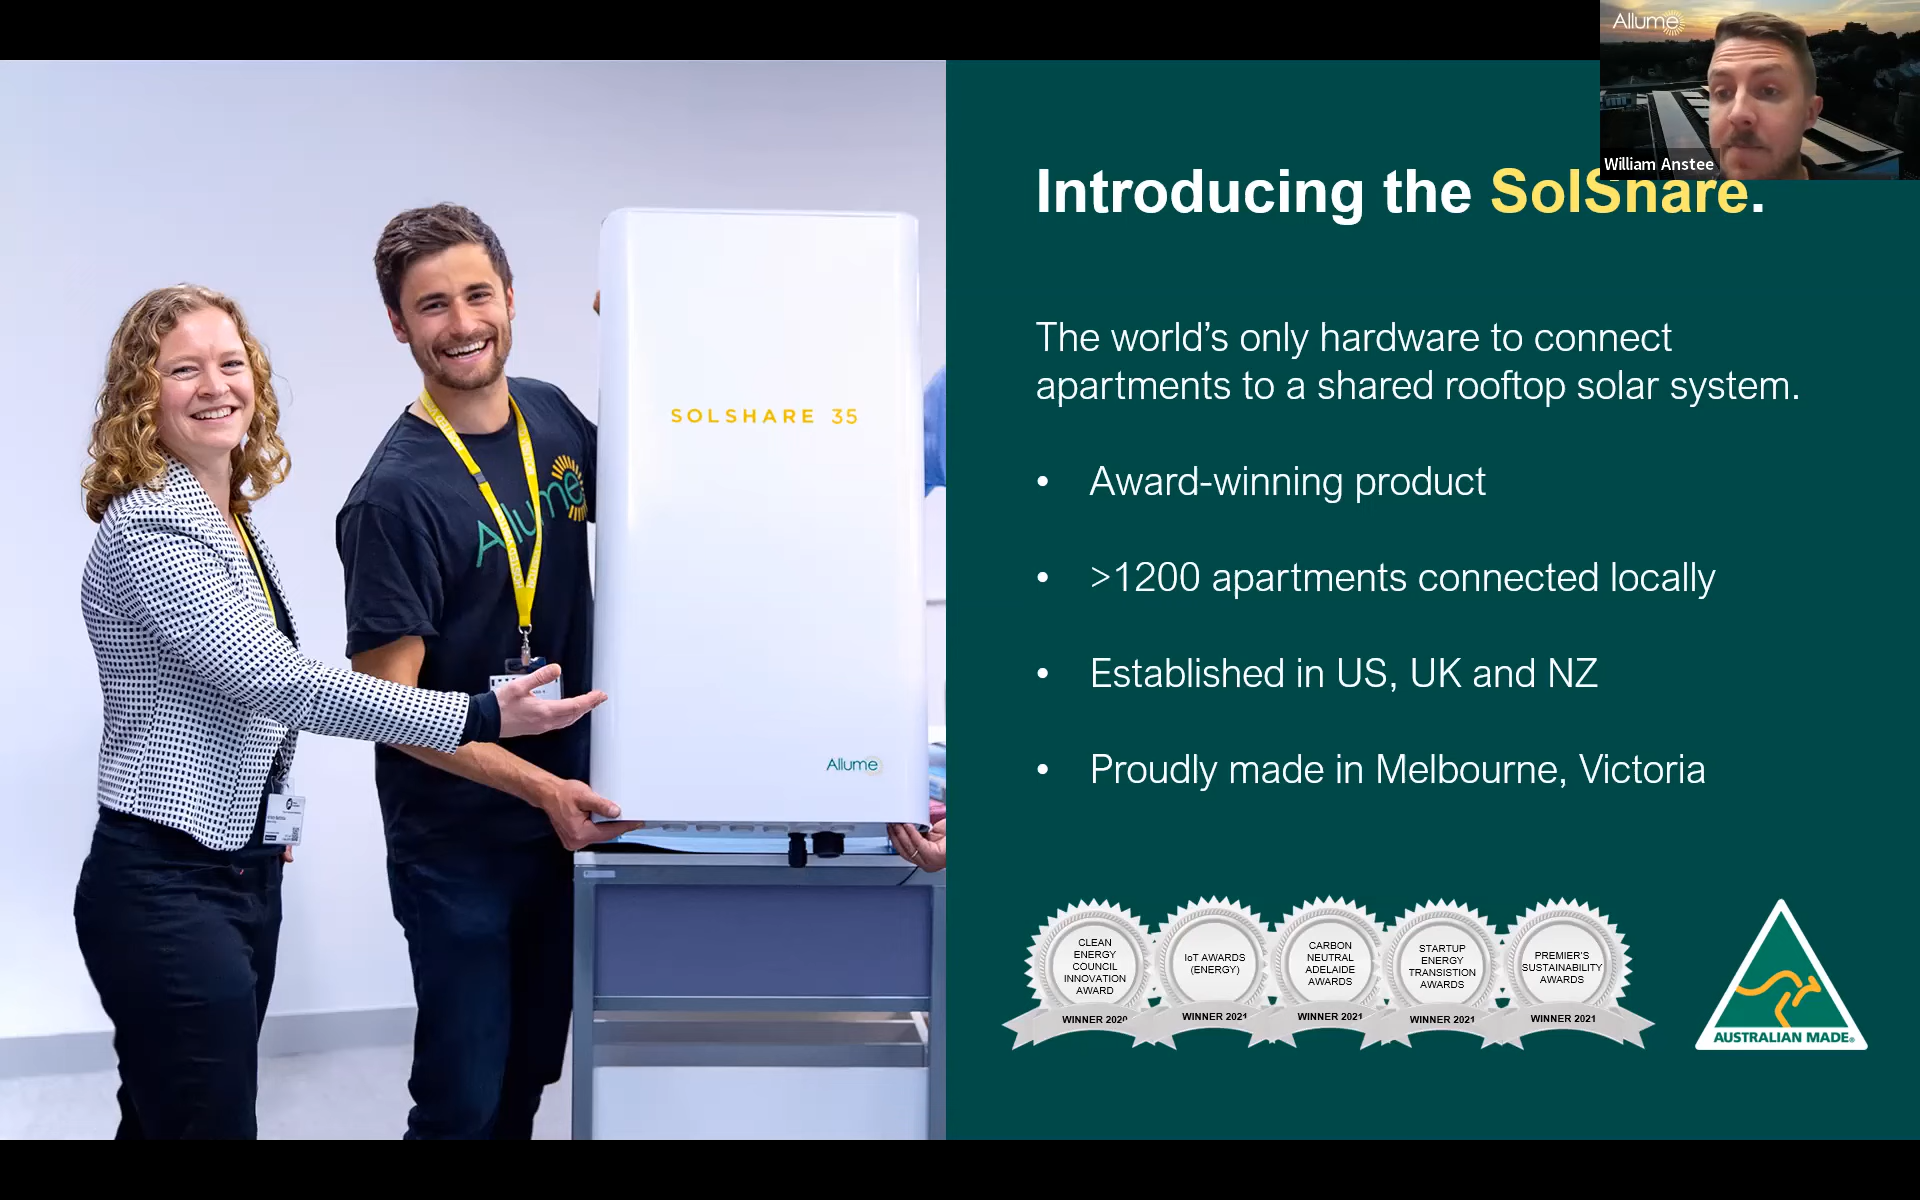 Allume
William Anstee
Introducing the SolShare.
The world's only hardware to connect
apartments to a shared rooftop solar system.
• Award-winning product
• >1200 apartments connected locally
• Established in US, UK and NZ
• Proudly made in Melbourne, Victoria
SOLSHARE 35
Allume
Allume
CLEAN
ENERGY
COUNCIL
INNOVATION
AWARD
WINNER 2020
IoT AWARDS
(ENERGY)
WINNER 2021
CARBON
NEUTRAL
ADELAIDE
AWARDS
WINNER 2021
STARTUP
ENERGY
TRANSISTION
AWARDS
WINNER 2021
PREMIER'S
SUSTAINABILITY
AWARDS
WINNER 2021
AUSTRALIAN MADE®